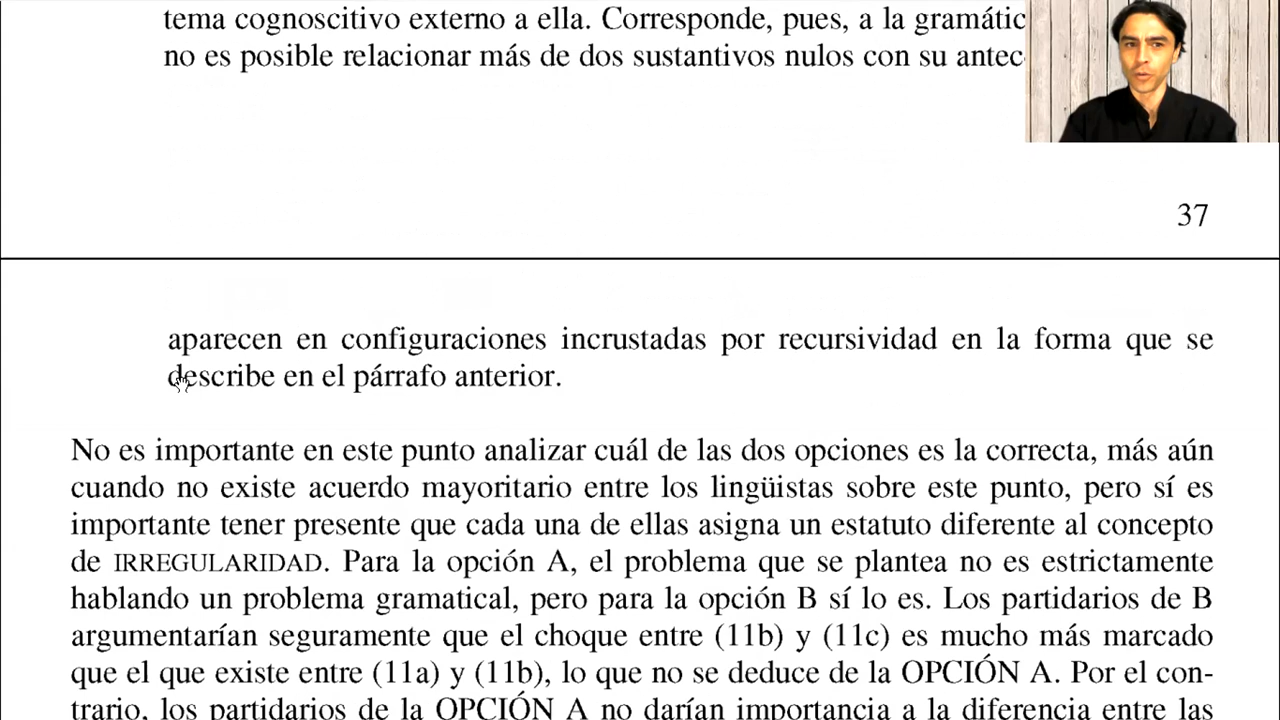 tema cognoscitivo externo a ella. Corresponde, pues, a la gramátic
no es posible relacionar más de dos sustantivos nulos con su antec
37
aparecen en configuraciones incrustadas por recursividad en la forma que se
describe en el párrafo anterior.
No es importante en este punto analizar cuál de las dos opciones es la correcta, más aún
cuando no existe acuerdo mayoritario entre los lingüistas sobre este punto, pero sí es
importante tener presente que cada una de ellas asigna un estatuto diferente al concepto
de IRREGULARIDAD. Para la opción A, el problema que se plantea no es estrictamente
hablando un problema gramatical, pero para la opción B sí lo es. Los partidarios de B
argumentarían seguramente que el choque entre (11b) y (11c) es mucho más marcado
que el que existe entre (11a) y (11b), lo que no se deduce de la OPCIÓN A. Por el con-
trario, los partidarios de la OPCIÓN A no darían importancia a la diferencia entre las